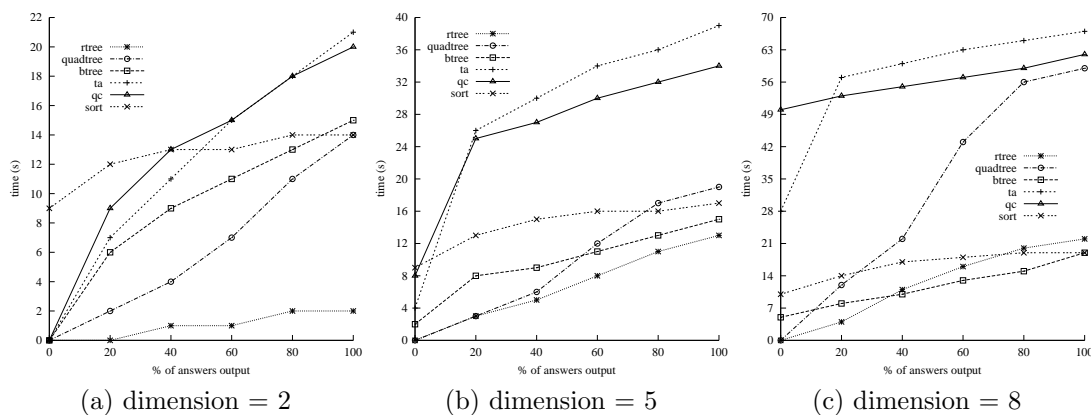 22
20
18
16
14
12
10
8
6
4
2
0
time (s)
rtree
quadtree
btree
ta
qc
sort
0 20 40 60 80 100
% of answers output
(a) dimension = 2
40
36
32
28
24
20
16
12
8
4
0
time (s)
rtree
quadtree
btree
ta
qc
sort
0 20 40 60 80 100
% of answers output
(b) dimension = 5
70
63
56
49
42
35
28
21
14
7
0
time (s)
rtree
quadtree
btree
ta
qc
sort
0 20 40 60 80 100
% of answers output
(c) dimension = 8